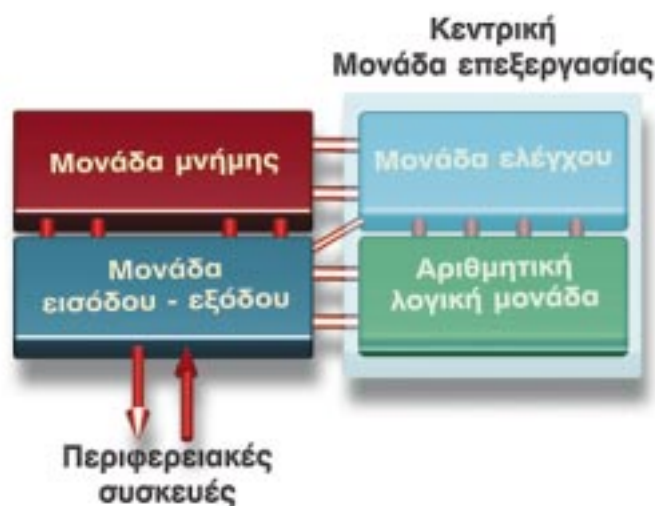 Κεντρική
Μονάδα επεξεργασίας
Μονάδα μνήμης
Μονάδα ελέγχου
Μονάδα
εισόδου - εξόδου
Αριθμητική
λογική μονάδα
Περιφερειακές
συσκευές